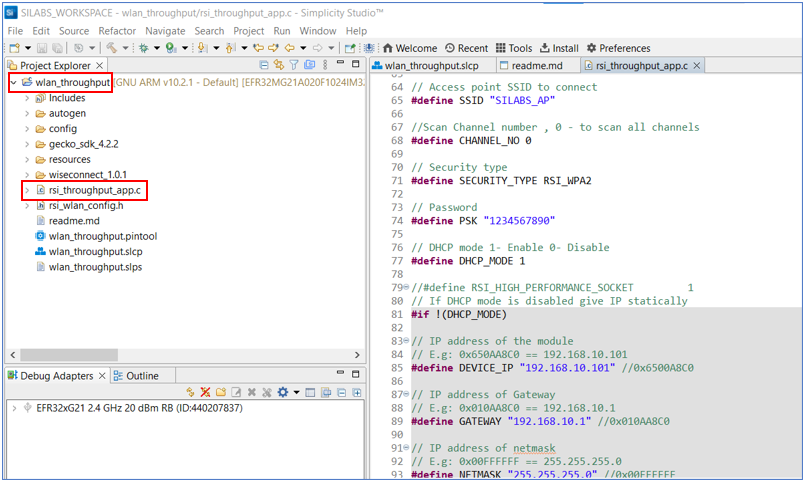 SILABS_WORKSPACE - wlan_throughput/rsi_throughput_app.c - Simplicity Studio™
File Edit Source Refactor Navigate Search Project Run Window Help
Welcome Recent Tools Install Preferences
Project Explorer
wlan_throughput [GNU ARM v10.2.1 - Default] [EFR32MG21A020F1024IM32
Includes
autogen
config
gecko_sdk_4.2.2
resources
wiseconnect_1.0.1
rsi_throughput_app.c
rsi_wlan_config.h
readme.md
wlan_throughput.pintool
wlan_throughput.slcp
wlan_throughput.slps
Debug Adapters Outline
EFR32xG21 2.4 GHz 20 dBm RB (ID:440207837)
wlan_throughput.slcp readme.md rsi_throughput_app.c
63
64 // Access point SSID to connect
65 #define SSID "SILABS_AP"
66
67 //Scan Channel number , 0 - to scan all channels
68 #define CHANNEL_NO 0
69
70 // Security type
71 #define SECURITY_TYPE RSI_WPA2
72
73 // Password
74 #define PSK "1234567890"
75
76 // DHCP mode 1- Enable 0- Disable
77 #define DHCP_MODE 1
78
79 //#define RSI_HIGH_PERFORMANCE_SOCKET 1
80 // If DHCP mode is disabled give IP statically
81 #if !(DHCP_MODE)
82
83 // IP address of the module
84 // E.g: 0x650AA8C0 == 192.168.10.101
85 #define DEVICE_IP "192.168.10.101" //0x6500A8C0
86
87 // IP address of Gateway
88 // E.g: 0x010AA8C0 == 192.168.10.1
89 #define GATEWAY "192.168.10.1" //0x010AA8C0
90
91 // IP address of netmask
92 // E.g: 0x00FFFFFF == 255.255.255.0
93 #define NETMASK "255.255.255.0" //0x00FFFFFF